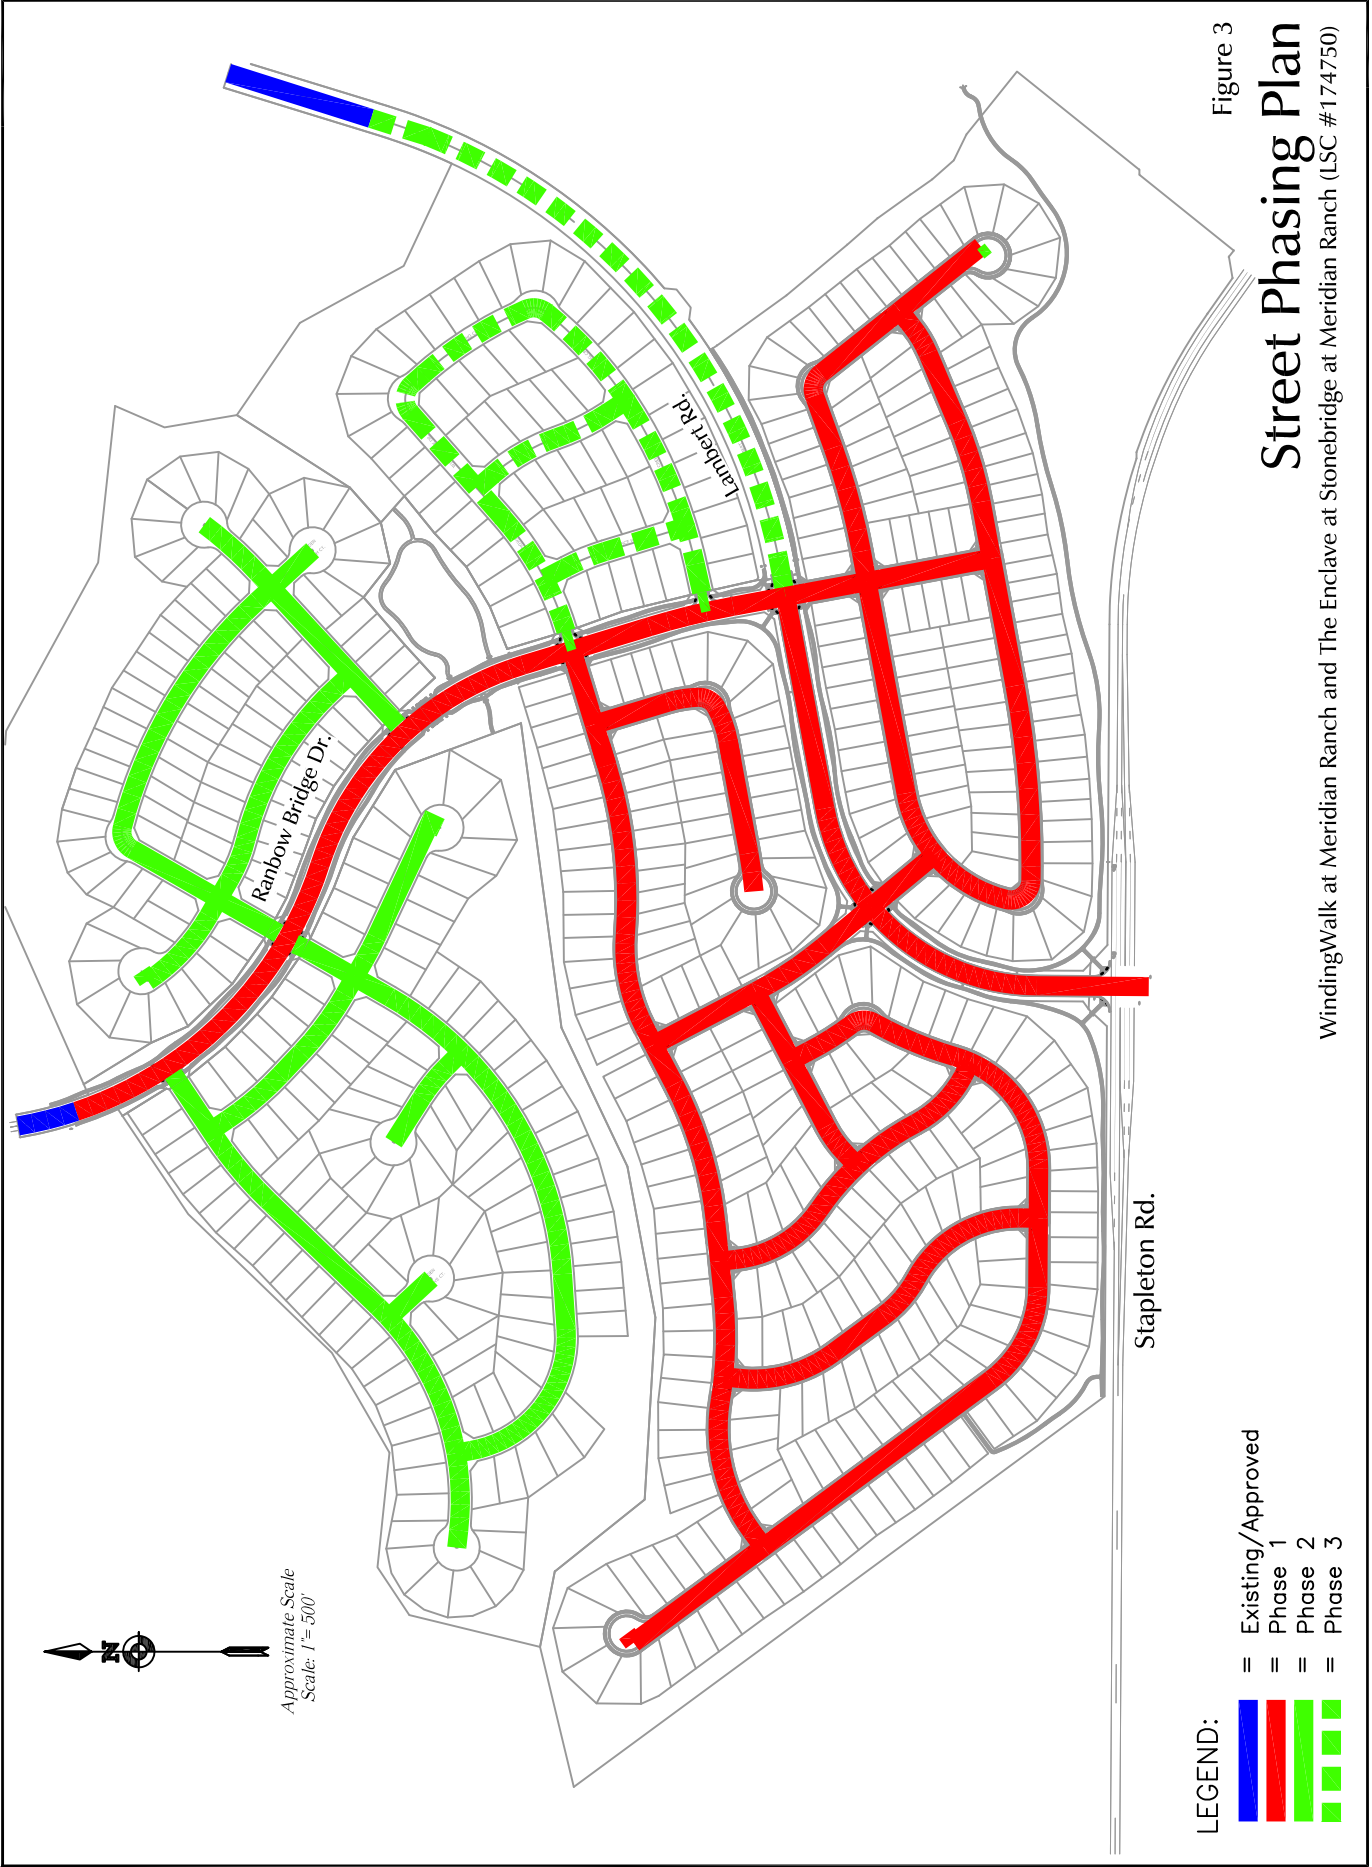 Figure 3
Street Phasing Plan
WindingWalk at Meridian Ranch and The Enclave at Stonebridge at Meridian Ranch (LSC #174750)
Lambert Rd.
Ranbow Bridge Dr.
Stapleton Rd.
N
Approximate Scale
Scale: 1"= 500'
LEGEND:
= Existing/Approved
= Phase 1
= Phase 2
= Phase 3